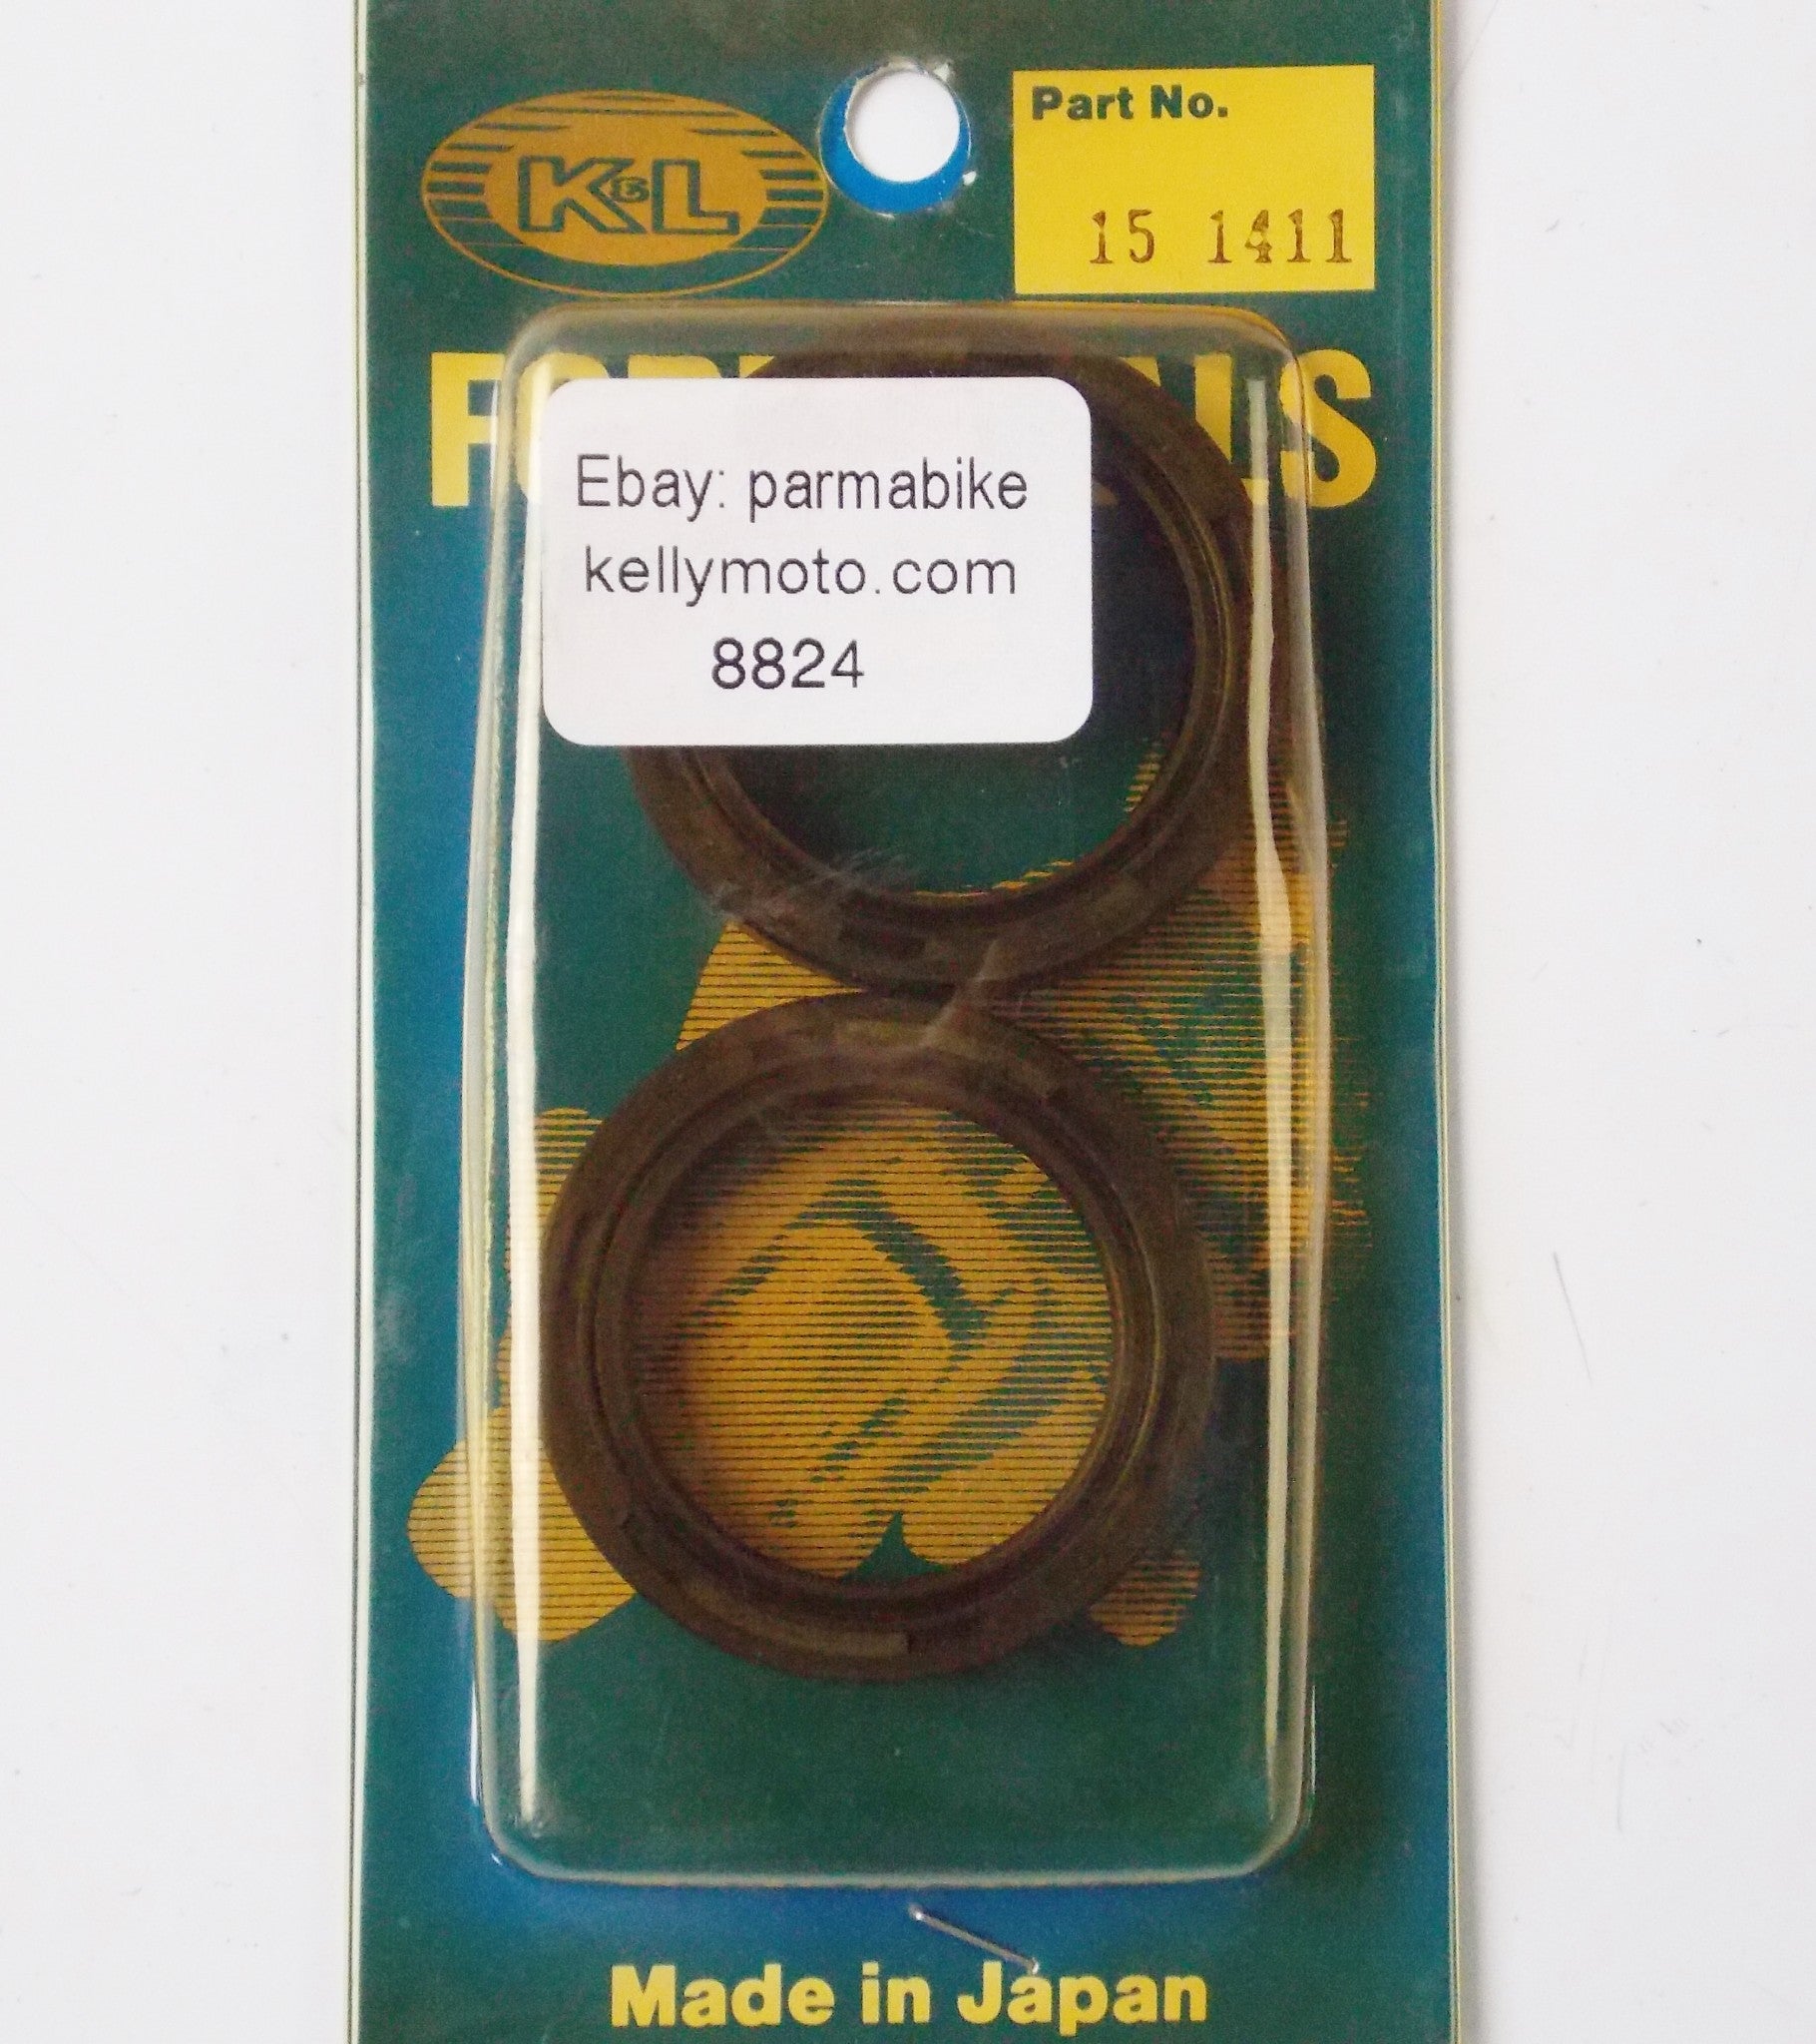 K&L
Part No.
15 1411
Ebay: parmabike
kellymoto.com
8824
Made in Japan